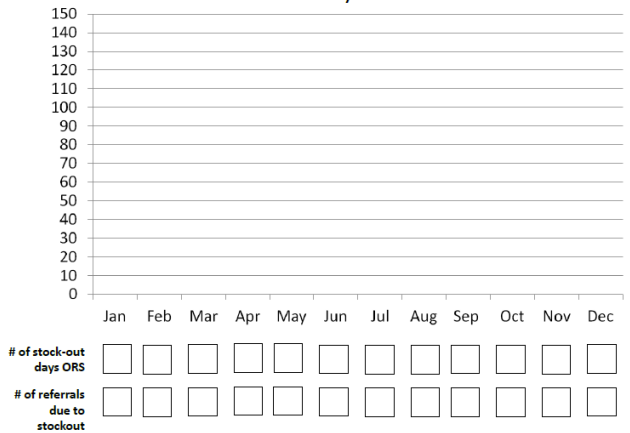 150
140
130
120
110
100
90
80
70
60
50
40
30
20
10
0
Jan Feb Mar Apr May Jun Jul Aug Sep Oct Nov Dec
# of stock-out
days ORS
# of referrals
due to
stockout